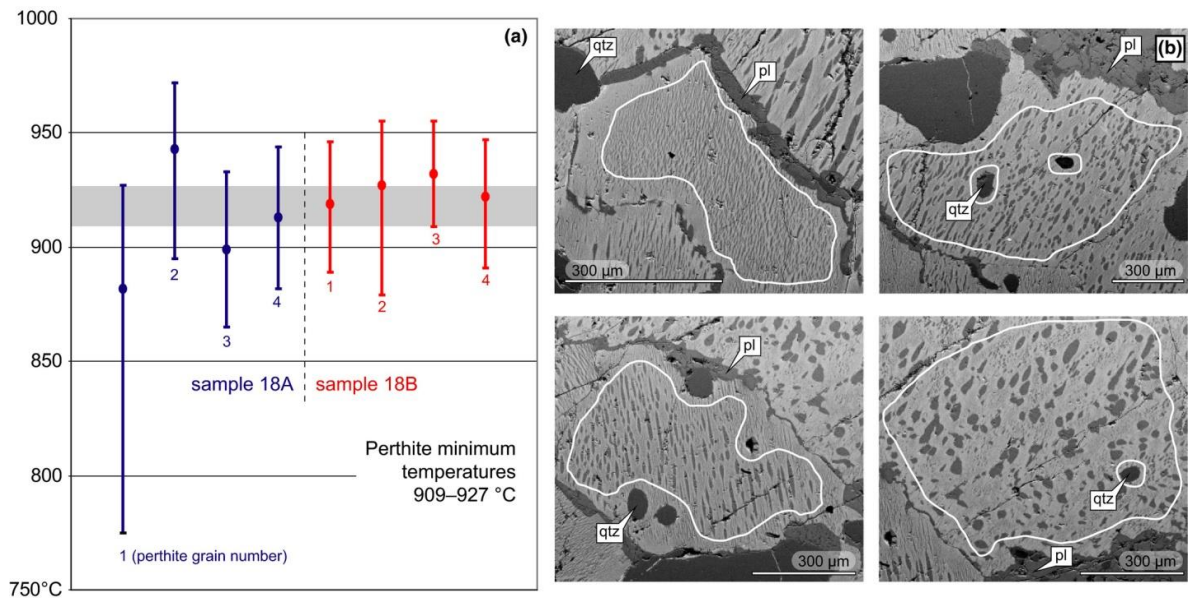 1000
(a)
950
900
850
800
750°C
2
3
4
1
2
3
4
sample 18A
sample 18B
Perthite minimum
temperatures
909–927 °C
1 (perthite grain number)
(b)
qtz
pl
300 µm
pl
qtz
300 µm
pl
qtz
300 µm
qtz
pl
300 µm